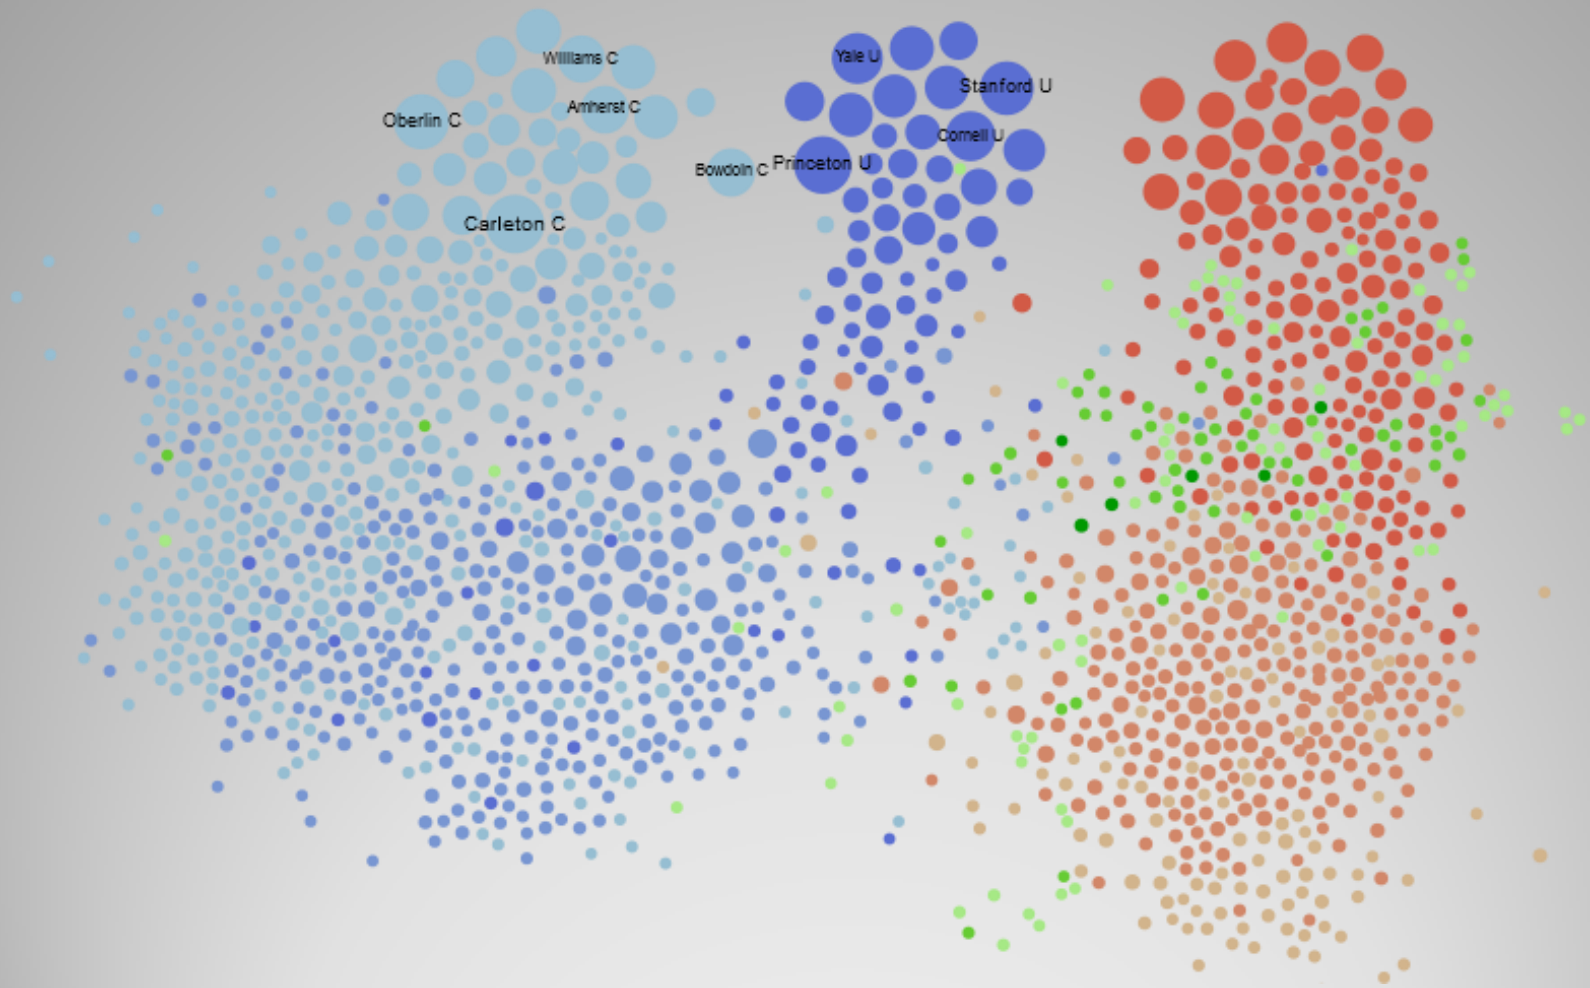 Williams C
Yale U
Stanford U
Amherst C
Oberlin C
Cornell U
Bowdoin C
Princeton U
Carleton C